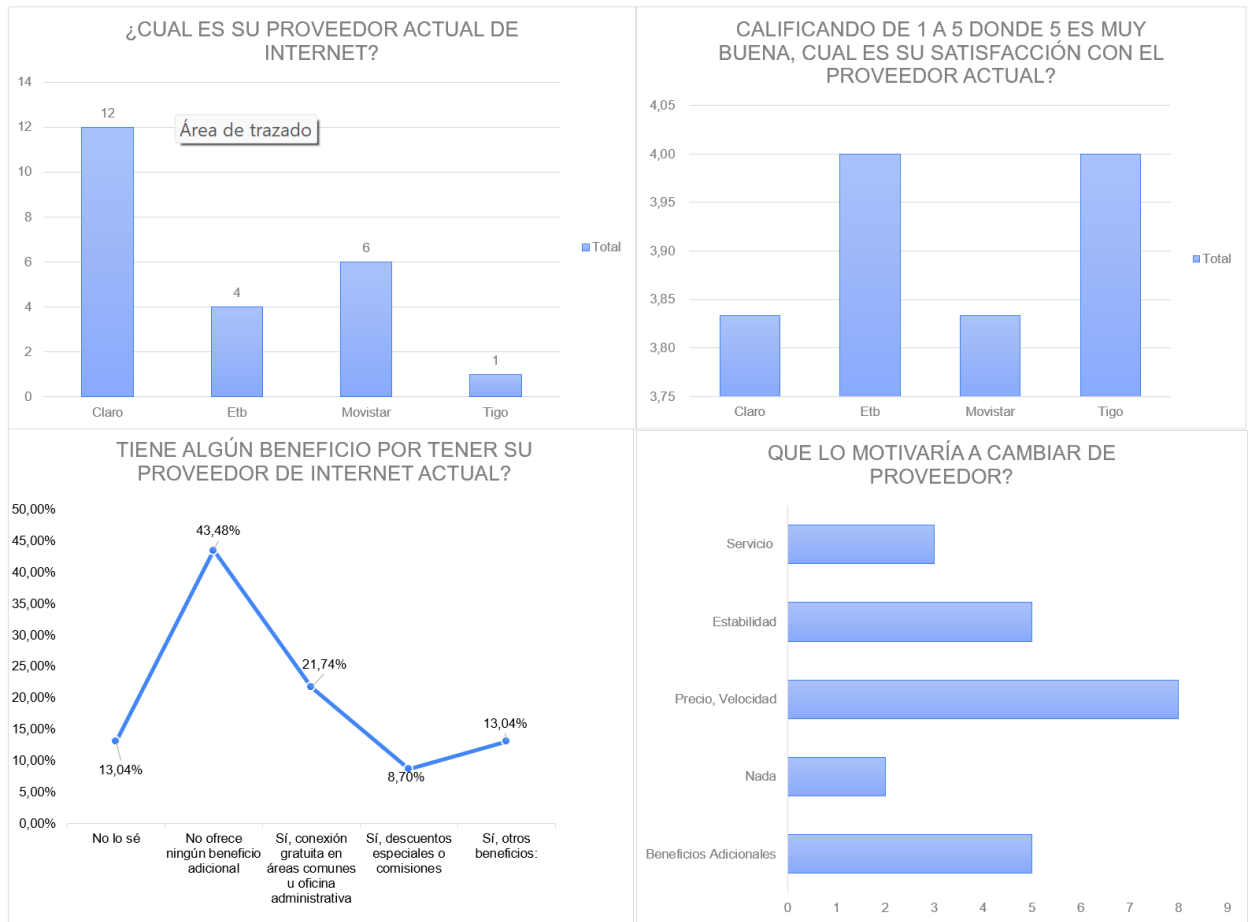 ¿CUAL ES SU PROVEEDOR ACTUAL DE
INTERNET?
14
12
10
8
6
4
2
0
12
4
6
1
Área de trazado
Claro
Etb
Movistar
Tigo
Total
CALIFICANDO DE 1 A 5 DONDE 5 ES MUY
BUENA, CUAL ES SU SATISFACCIÓN CON EL
PROVEEDOR ACTUAL?
4,05
4,00
3,95
3,90
3,85
3,80
3,75
Claro
Etb
Movistar
Tigo
Total
TIENE ALGÚN BENEFICIO POR TENER SU
PROVEEDOR DE INTERNET ACTUAL?
50,00%
45,00%
40,00%
35,00%
30,00%
25,00%
20,00%
15,00%
10,00%
5,00%
0,00%
13,04%
43,48%
21,74%
8,70%
13,04%
No lo sé
No ofrece
ningún beneficio
adicional
Sí, conexión
gratuita en
áreas comunes
u oficina
administrativa
Sí, descuentos
especiales o
comisiones
Sí, otros
beneficios:
QUE LO MOTIVARÍA A CAMBIAR DE
PROVEEDOR?
Servicio
Estabilidad
Precio, Velocidad
Nada
Beneficios Adicionales
0
1
2
3
4
5
6
7
8
9